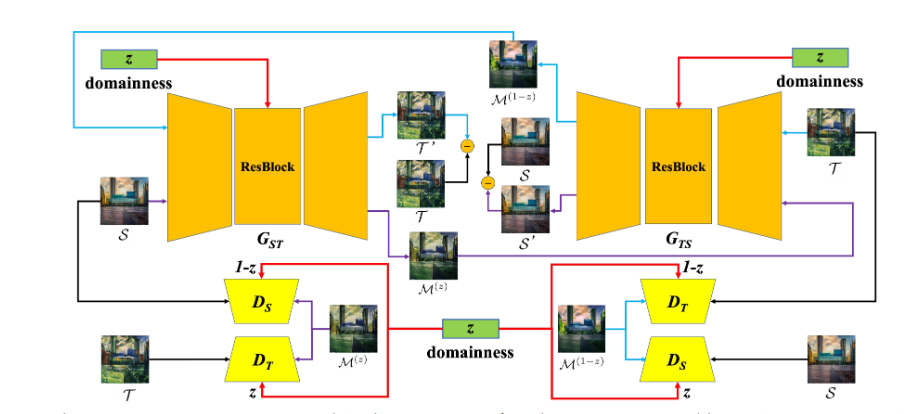 z
domainness
z
domainness
M^(1-z)
T'
S
T
ResBlock
ResBlock
T
S
S'
G_ST
G_TS
M^(z)
1-z
1-z
D_S
D_T
z
M^(z)
domainness
M^(1-z)
D_T
D_S
T
z
z
S